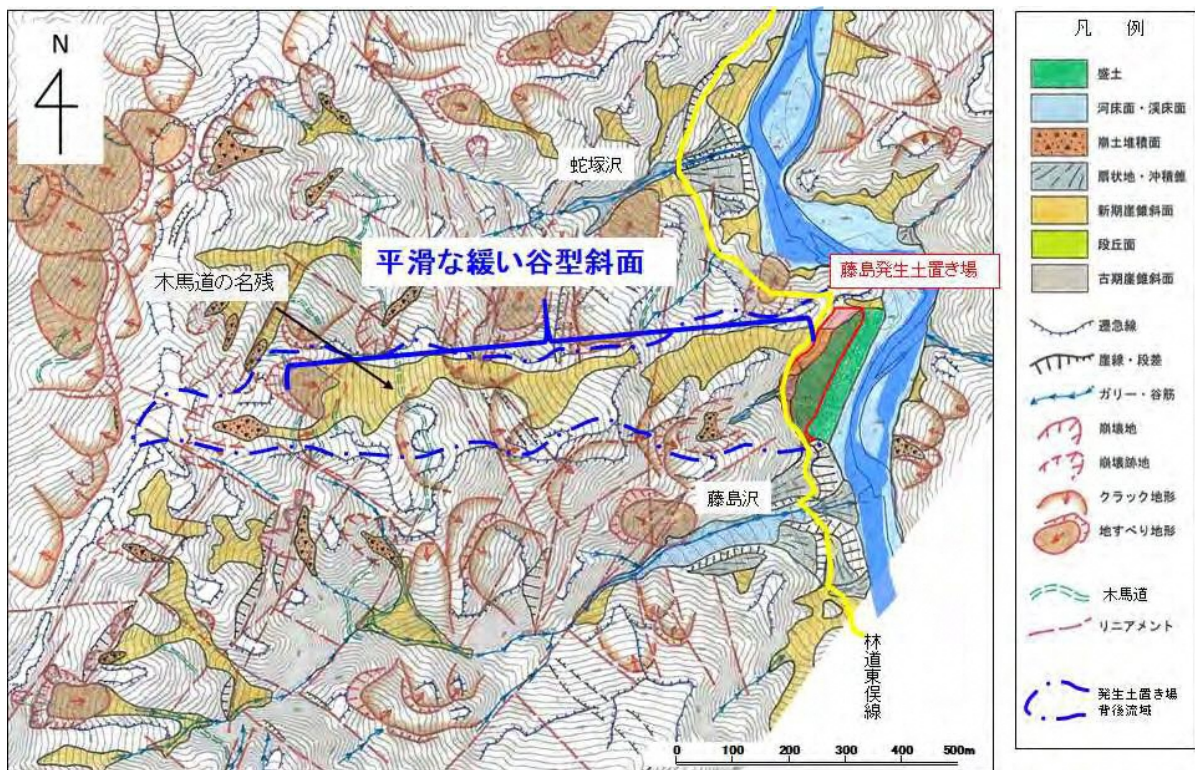 N
蛇塚沢
平滑な緩い谷型斜面
木馬道の名残
藤島発生土置き場
藤島沢
林道東俣線
0 100 200 300 400 500m
凡 例
盛土
河床面・渓床面
崩土堆積面
扇状地・沖積錐
新期崖錐斜面
段丘面
古期崖錐斜面
遷急線
崖線・段差
ガリー・谷筋
崩壊地
崩壊跡地
クラック地形
地すべり地形
木馬道
リニアメント
発生土置き場
背後流域